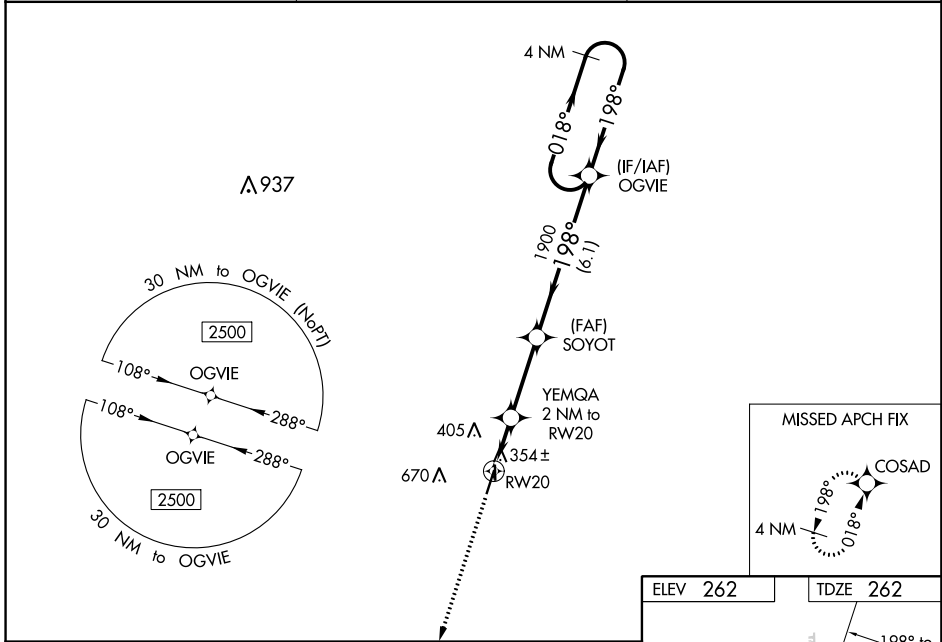 4 NM
018°
198°
(IF/IAF)
OGVIE
937
1900
198°
(6.1)
30 NM to OGVIE (NoPT)
2500
108°
OGVIE
288°
(FAF)
SOYOT
108°
OGVIE
288°
2500
30 NM to OGVIE
YEMQA
2 NM to
RW20
405
354 ±
670
RW20
MISSED APCH FIX
COSAD
198°
4 NM
018°
ELEV 262
TDZE 262
198° to